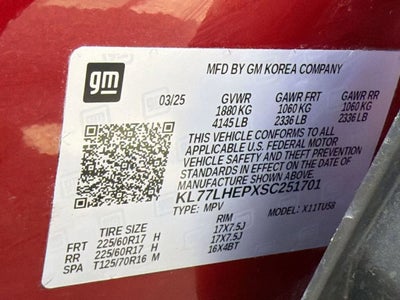 gm
MFD BY GM KOREA COMPANY
03/25 GVWR GAWR FRT GAWR RR
1880 KG 1060 KG 1060 KG
4145 LB 2336 LB 2336 LB
THIS VEHICLE CONFORMS TO ALL
APPLICABLE U.S. FEDERAL MOTOR
VEHICLE SAFETY AND THEFT PREVENTION
STANDARDS IN EFFECT ON THE DATE OF
MANUFACTURE SHOWN ABOVE.
KL77LHEPXSC251701
TYPE: MPV MODEL: X11TUS8
TIRE SIZE RIM
FRT 225/60R17 H 17X7.5J
RR 225/60R17 H 17X7.5J
SPA T125/70R16 M 16X4BT